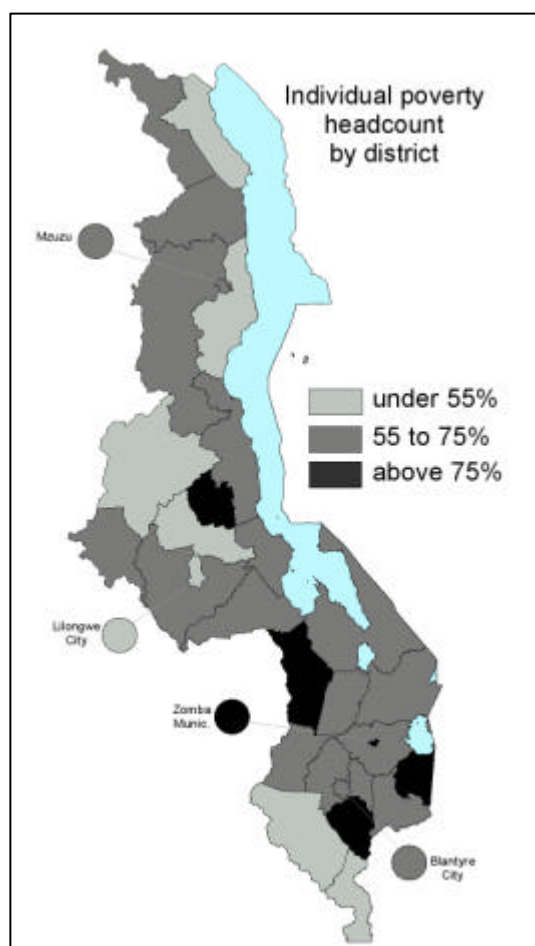 Individual poverty
headcount
by district
Mzuzu
under 55%
55 to 75%
above 75%
Lilongwe
City
Zomba
Munic.
Blantyre
City